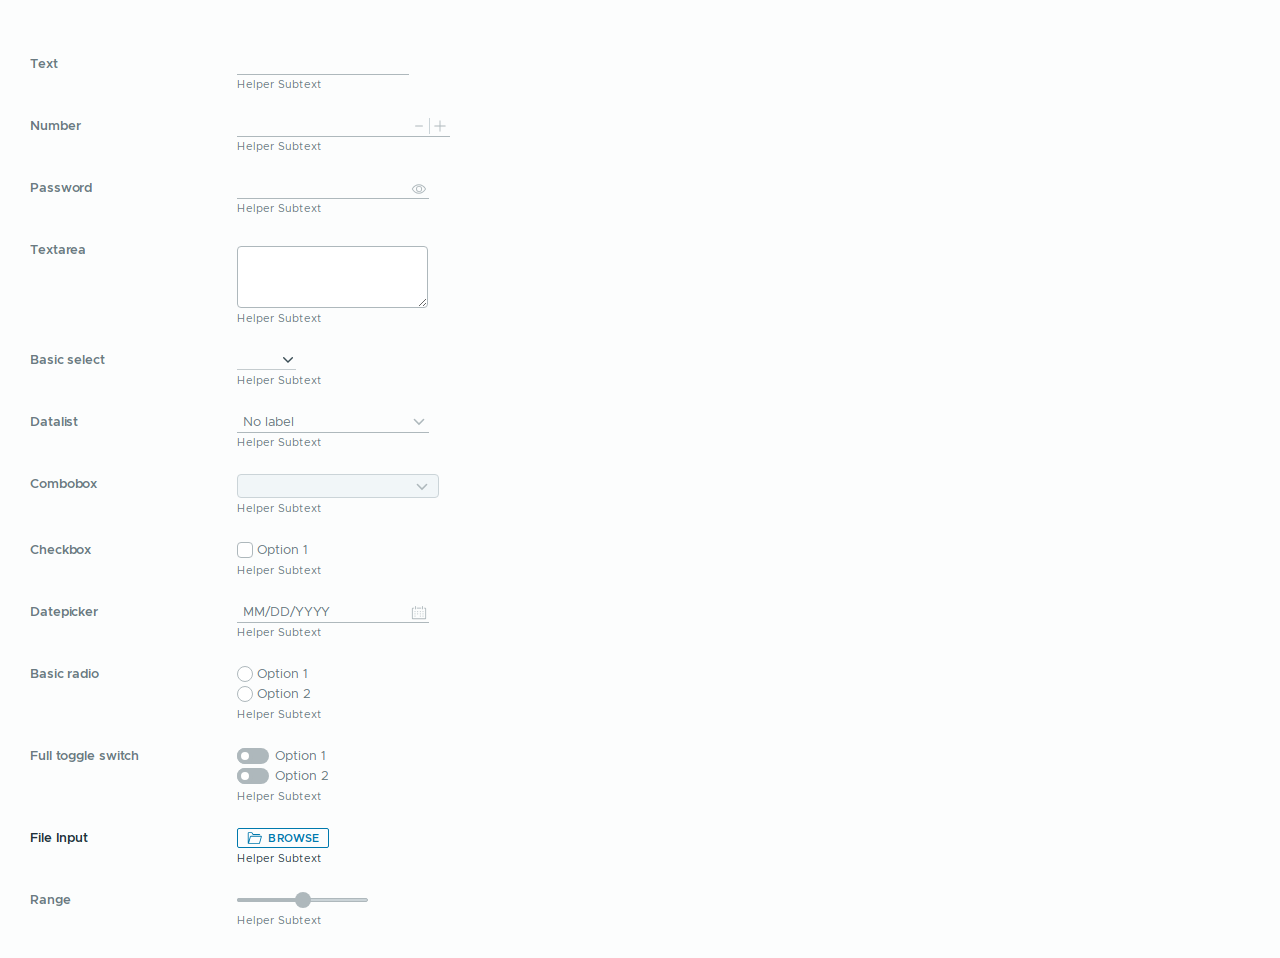 Text
Helper Subtext
Number
Helper Subtext
Password
Helper Subtext
Textarea
Helper Subtext
Basic select
Helper Subtext
Datalist
No label
Helper Subtext
Combobox
Helper Subtext
Checkbox
Option 1
Helper Subtext
Datepicker
MM/DD/YYYY
Helper Subtext
Basic radio
Option 1
Option 2
Helper Subtext
Full toggle switch
Option 1
Option 2
Helper Subtext
File Input
BROWSE
Helper Subtext
Range
Helper Subtext